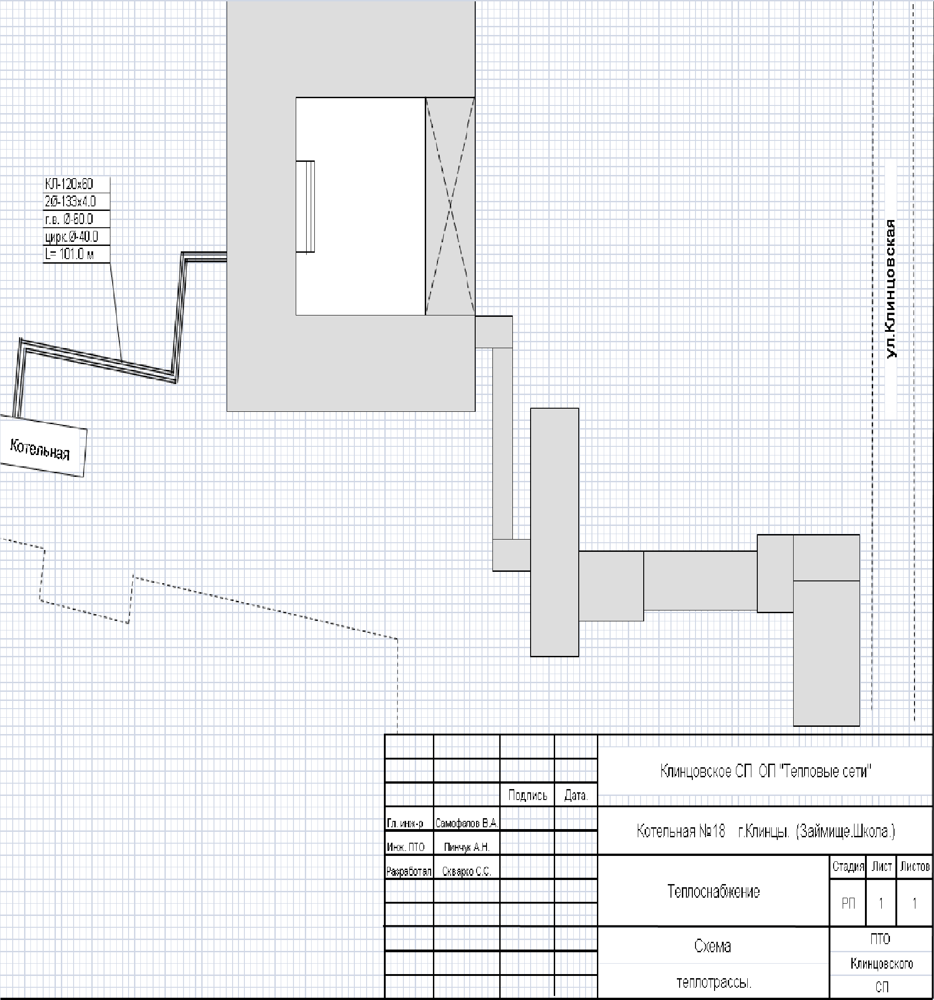 КЛ-120х60
2Ø-133х4.0
г.в. Ø-60.0
цирк.Ø-40.0
L= 101.0 м
ул.Клинцовская
Котельная
Клинцовское СП ОП "Тепловые сети"
Подпись Дата.
Гл. инж-р Самофалов В.А.
Котельная №18 г.Клинцы. (Займище.Школа.)
Инж. ПТО Пинчук А.Н.
Разработал Скварко С.С.
Стадия Лист Листов
Теплоснабжение
РП 1 1
Схема
теплотрассы.
ПТО
Клинцовского
СП